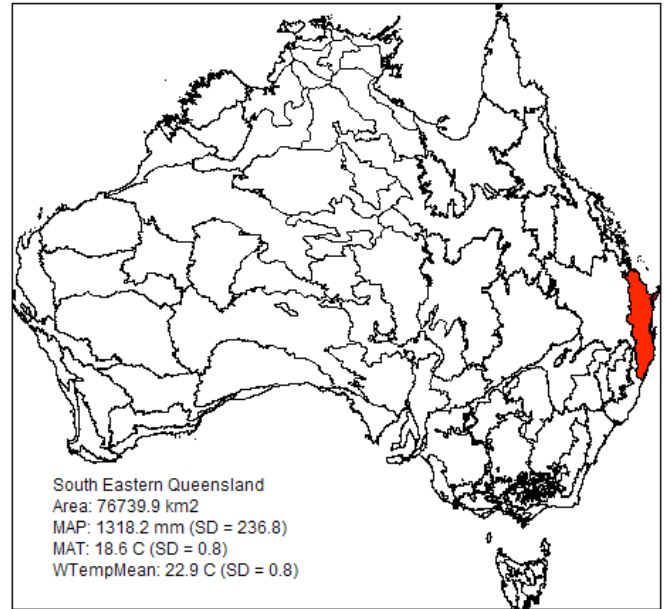 South Eastern Queensland
Area: 76739.9 km2
MAP: 1318.2 mm (SD = 236.8)
MAT: 18.6 C (SD = 0.8)
WTempMean: 22.9 C (SD = 0.8)